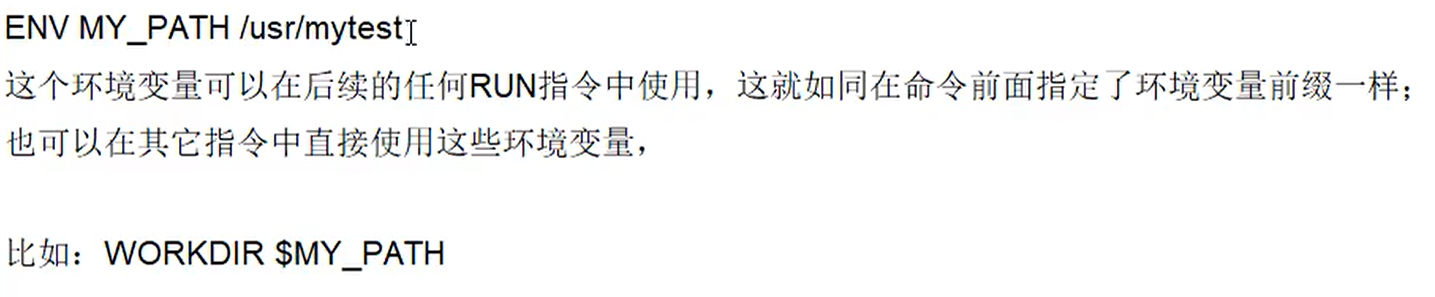 ENV MY_PATH /usr/mytest
这个环境变量可以在后续的任何RUN指令中使用，这就如同在命令前面指定了环境变量前缀一样；
也可以在其它指令中直接使用这些环境变量，
比如：WORKDIR $MY_PATH